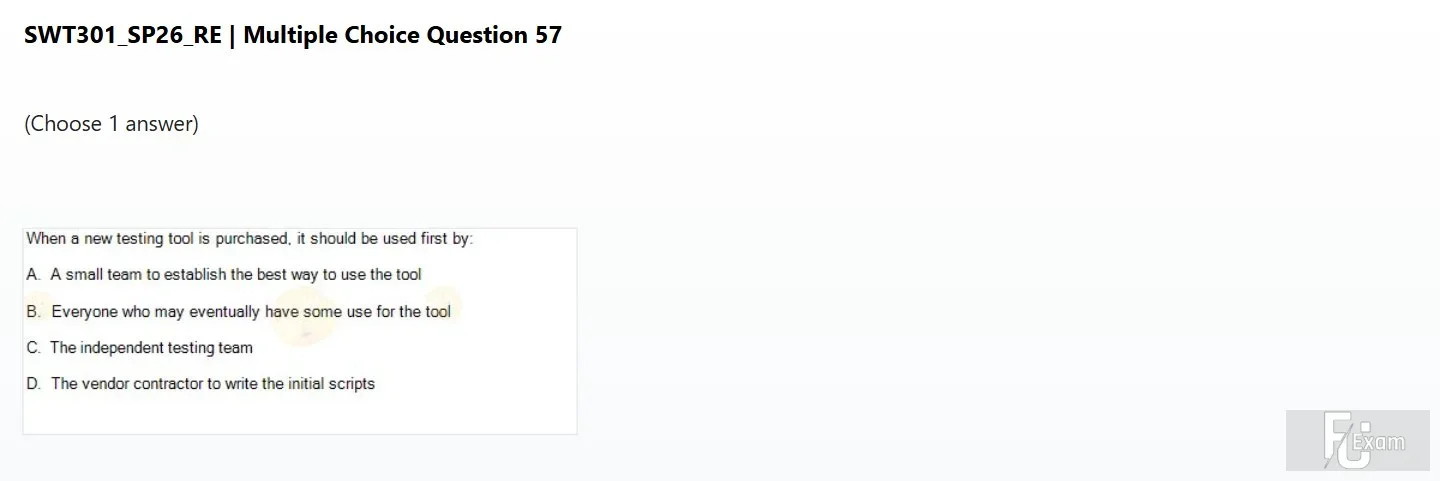 SWT301_SP26_RE | Multiple Choice Question 57
(Choose 1 answer)
When a new testing tool is purchased, it should be used first by:
A. A small team to establish the best way to use the tool
B. Everyone who may eventually have some use for the tool
C. The independent testing team
D. The vendor contractor to write the initial scripts
FU Exam